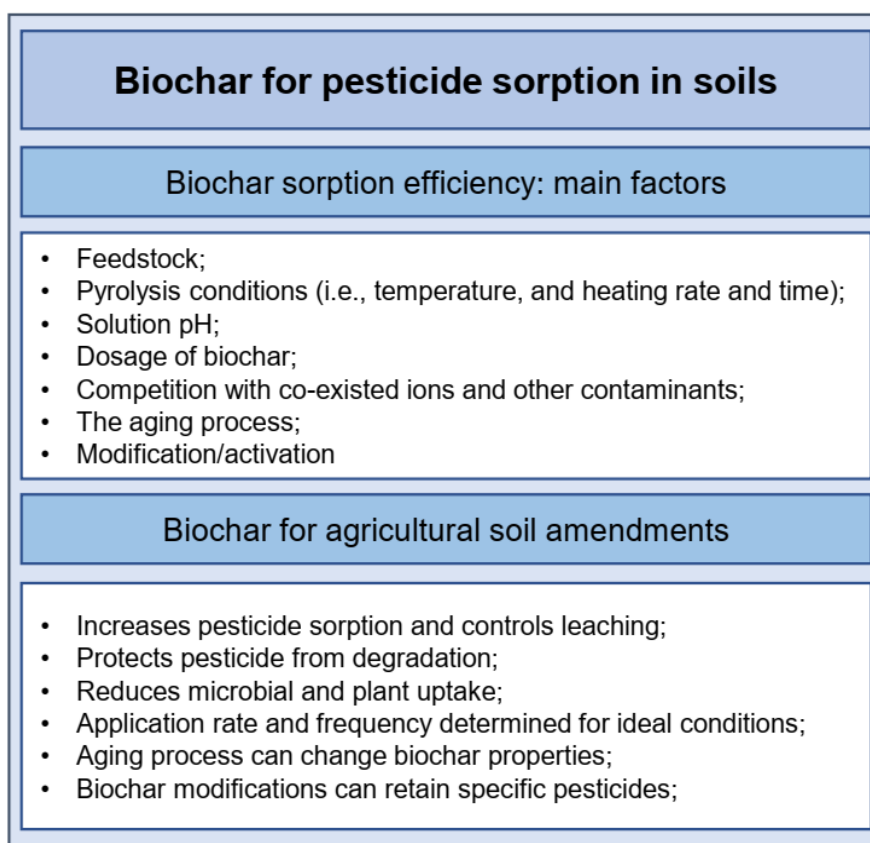 Biochar for pesticide sorption in soils
Biochar sorption efficiency: main factors
• Feedstock;
• Pyrolysis conditions (i.e., temperature, and heating rate and time);
• Solution pH;
• Dosage of biochar;
• Competition with co-existed ions and other contaminants;
• The aging process;
• Modification/activation
Biochar for agricultural soil amendments
• Increases pesticide sorption and controls leaching;
• Protects pesticide from degradation;
• Reduces microbial and plant uptake;
• Application rate and frequency determined for ideal conditions;
• Aging process can change biochar properties;
• Biochar modifications can retain specific pesticides;